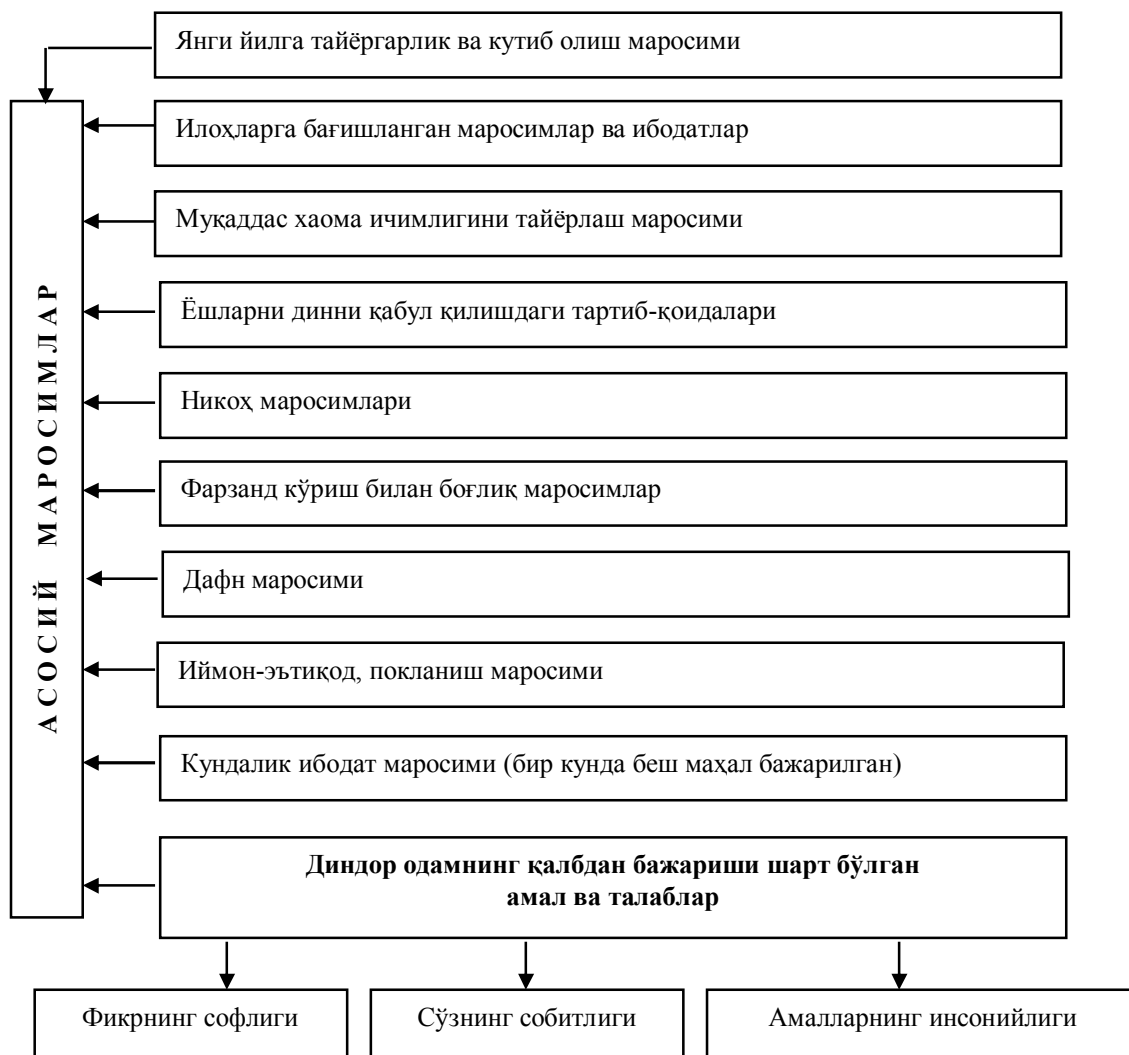 Янги йилга тайёргарлик ва кутиб олиш маросими
Илоҳларга бағишланган маросимлар ва ибодатлар
Муқаддас хаома ичимлигини тайёрлаш маросими
Ёшларни динни қабул қилишдаги тартиб-қоидалари
Никоҳ маросимлари
Фарзанд кўриш билан боғлиқ маросимлар
Дафн маросими
Иймон-эътиқод, покланиш маросими
Кундалик ибодат маросими (бир кунда беш маҳал бажарилган)
АСОСИЙ МАРОСИМЛАР
Диндор одамнинг қалбдан бажариши шарт бўлган
амал ва талаблар
Фикрнинг софлиги
Сўзнинг собитлиги
Амалларнинг инсонийлиги